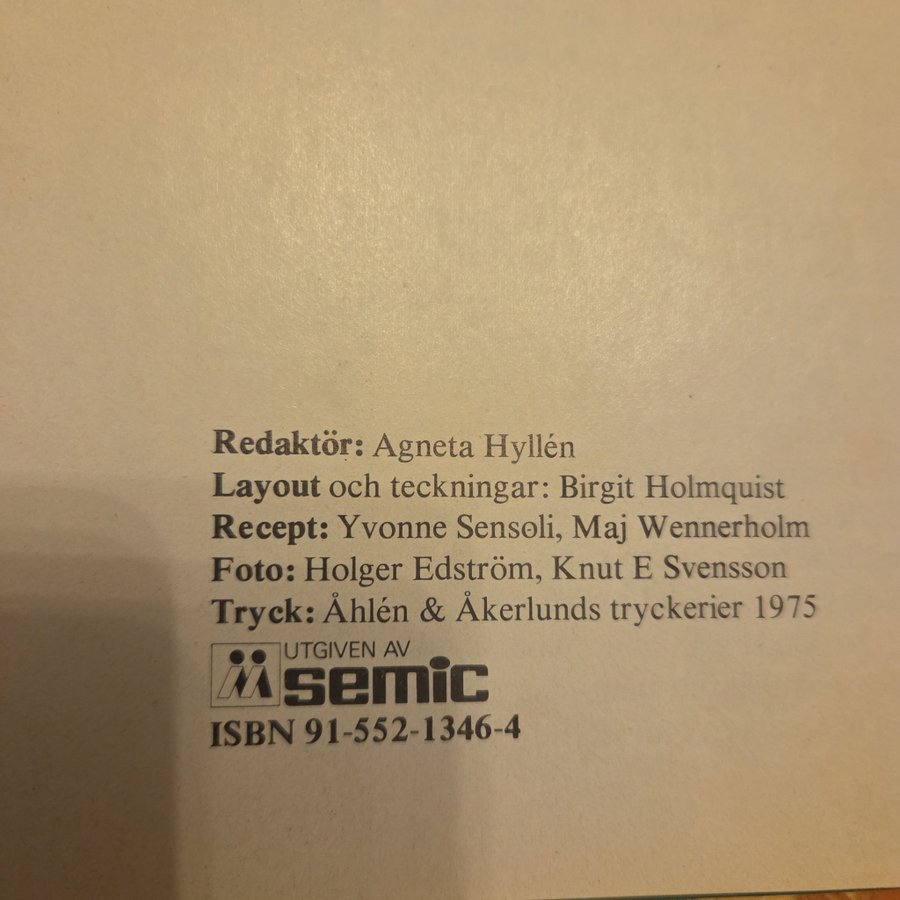 Redaktör: Agneta Hyllén
Layout och teckningar: Birgit Holmquist
Recept: Yvonne Sensoli, Maj Wennerholm
Foto: Holger Edström, Knut E Svensson
Tryck: Åhlén & Åkerlunds tryckerier 1975
UTGIVEN AV
semic
ISBN 91-552-1346-4